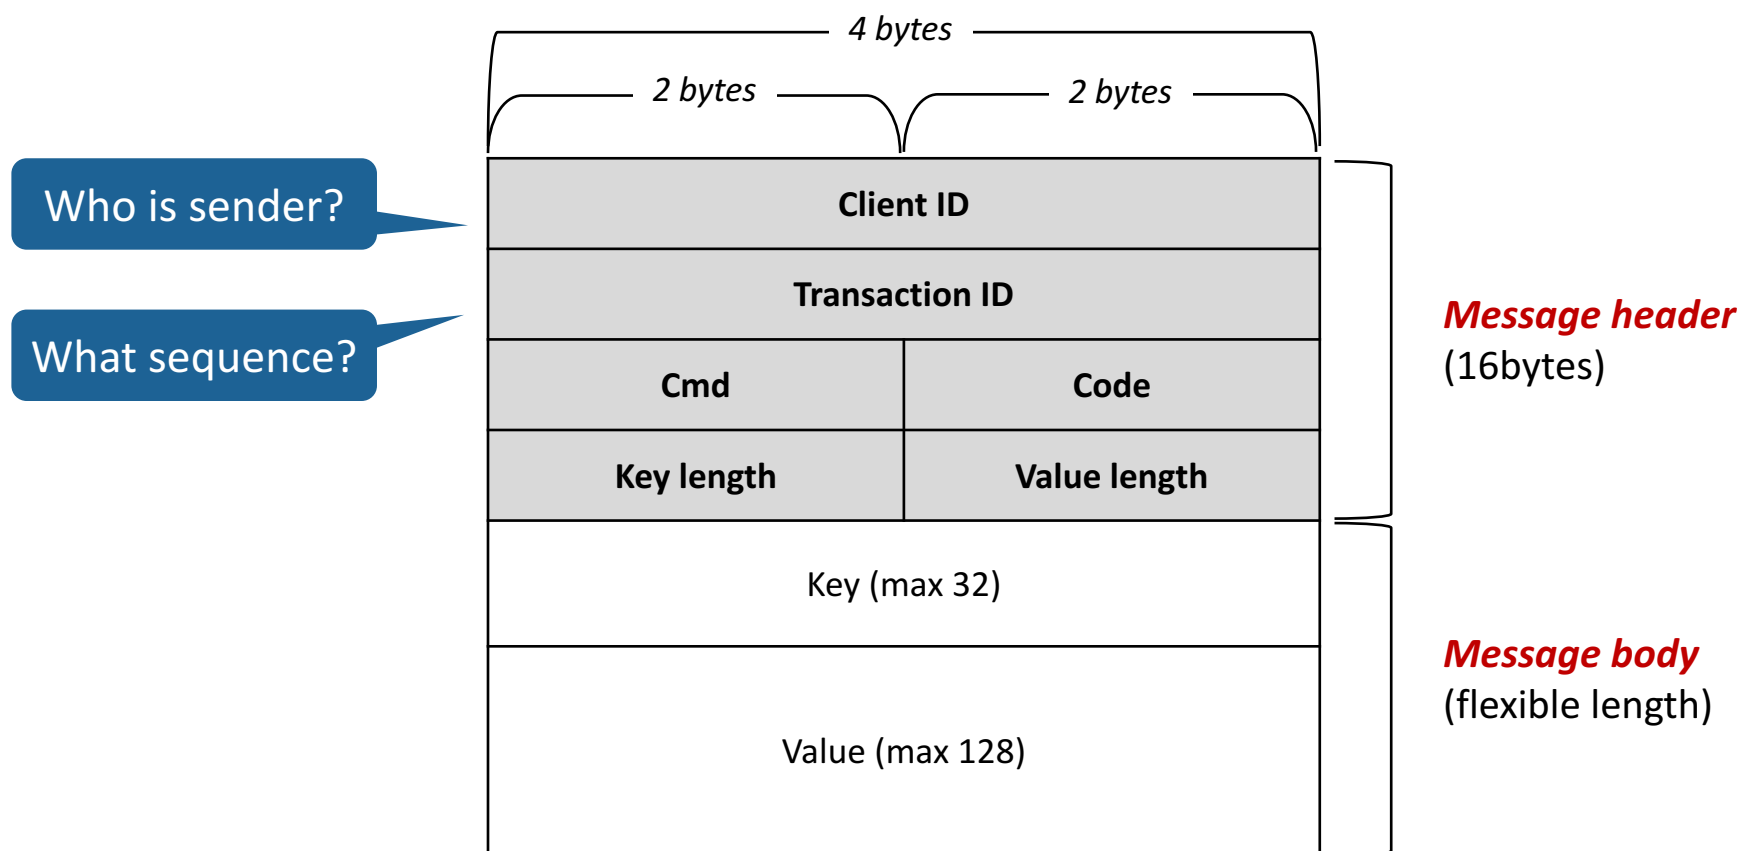 4 bytes
2 bytes
2 bytes
Who is sender?
Client ID
Transaction ID
What sequence?
Message header
(16bytes)
Cmd
Code
Key length
Value length
Key (max 32)
Message body
(flexible length)
Value (max 128)